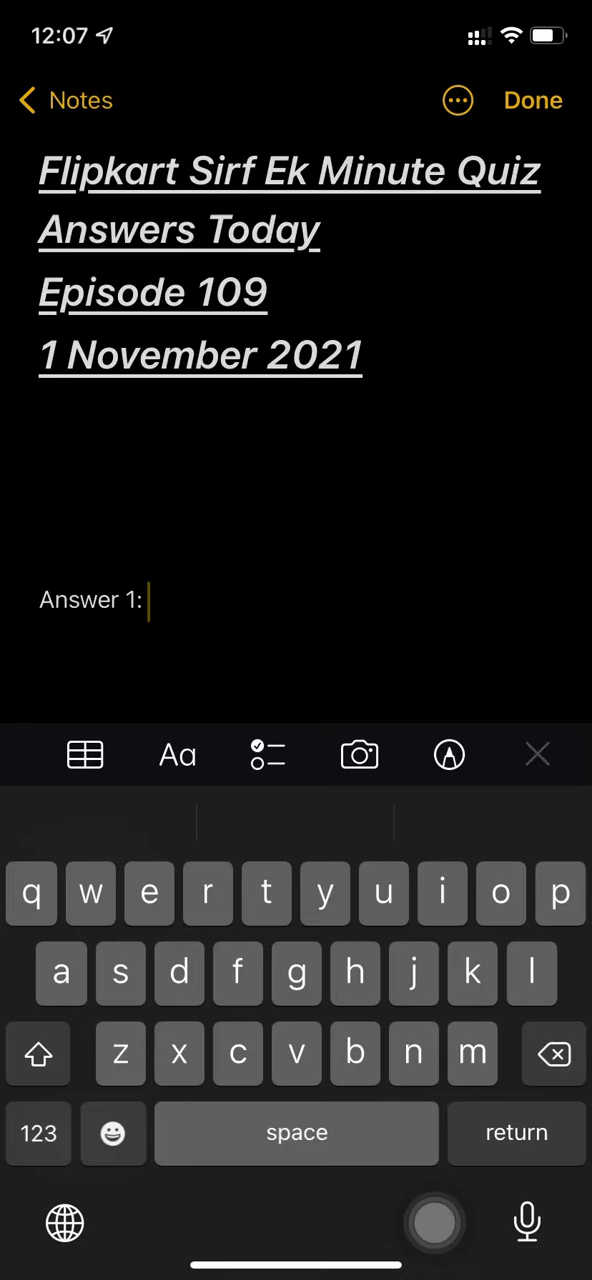 12:07
Notes
Done
Flipkart Sirf Ek Minute Quiz
Answers Today
Episode 109
1 November 2021
Answer 1:
Aa
q w e r t y u i o p
a s d f g h j k l
z x c v b n m
123 space return